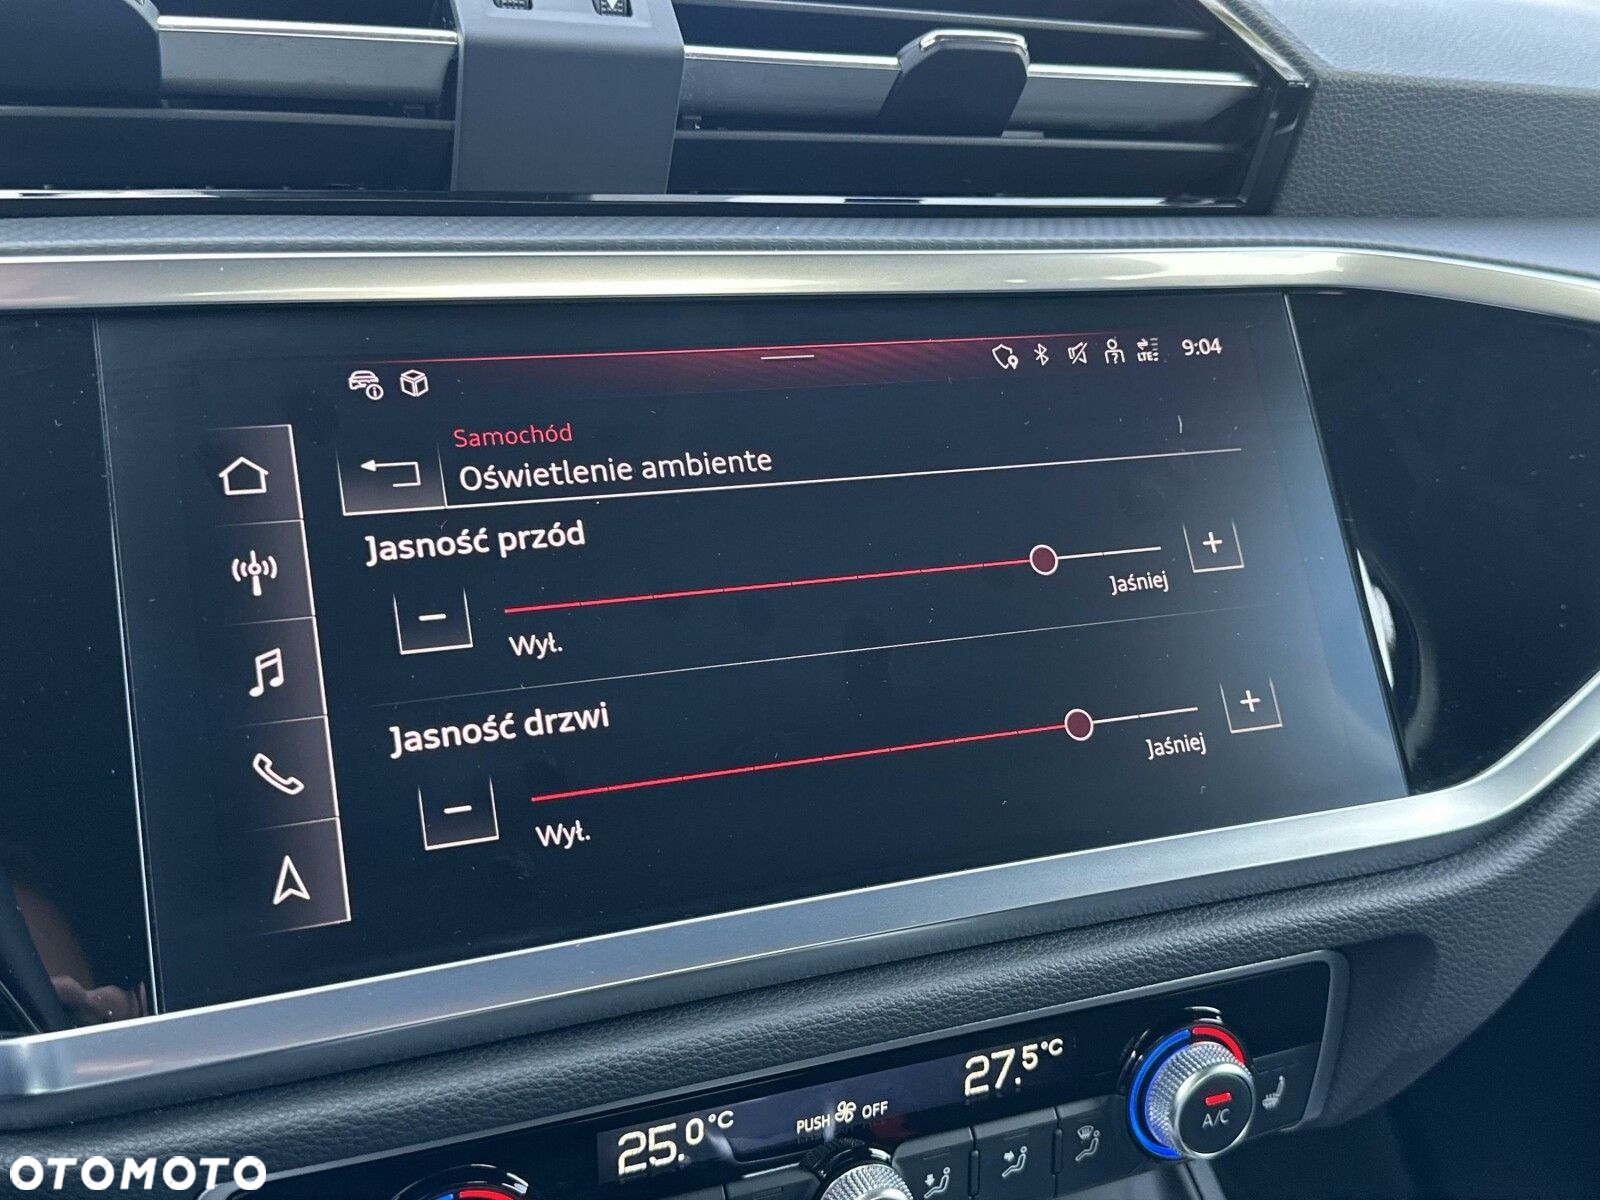 LTE
9:04
Samochód
Oświetlenie ambiente
Jasność przód
−
+
Wył.
Jaśniej
Jasność drzwi
−
+
Wył.
Jaśniej
25.0°C
PUSH OFF
27.5°C
A/C
OTOMOTO